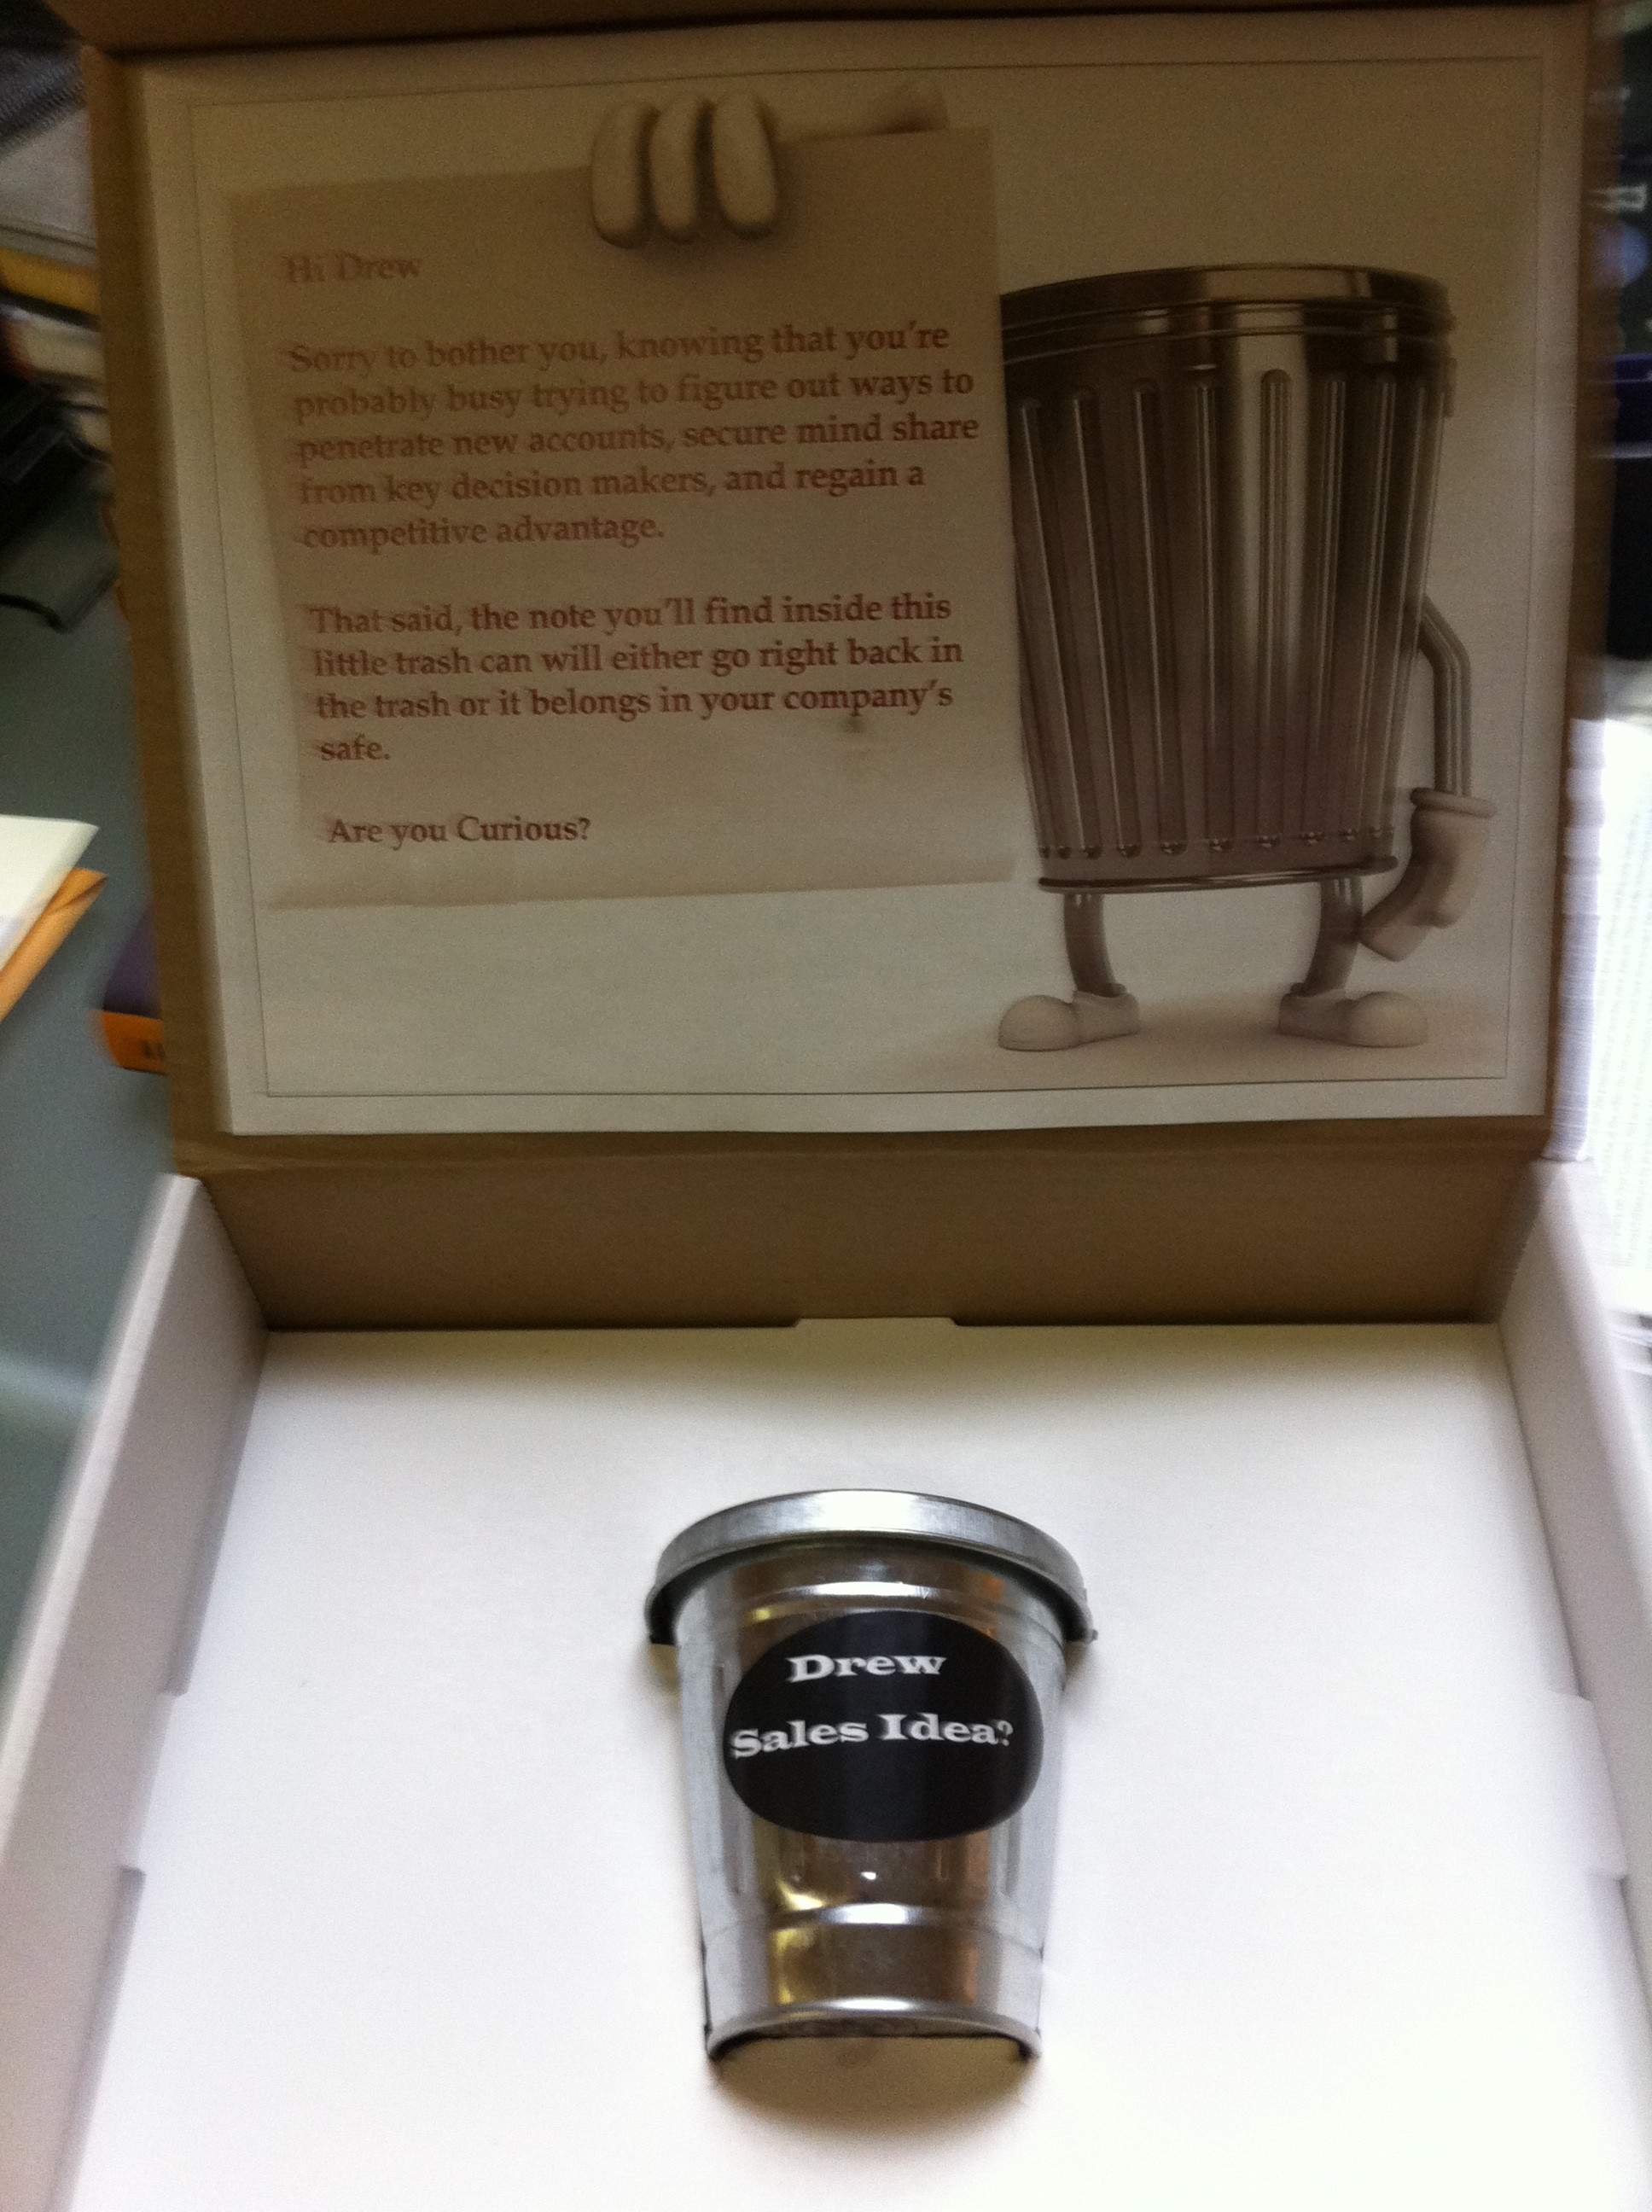 Hi Drew
Sorry to bother you, knowing that you're
probably busy trying to figure out ways to
penetrate new accounts, secure mind share
from key decision makers, and regain a
competitive advantage.
That said, the note you'll find inside this
little trash can will either go right back in
the trash or it belongs in your company's
safe.
Are you Curious?
Drew
Sales Idea?